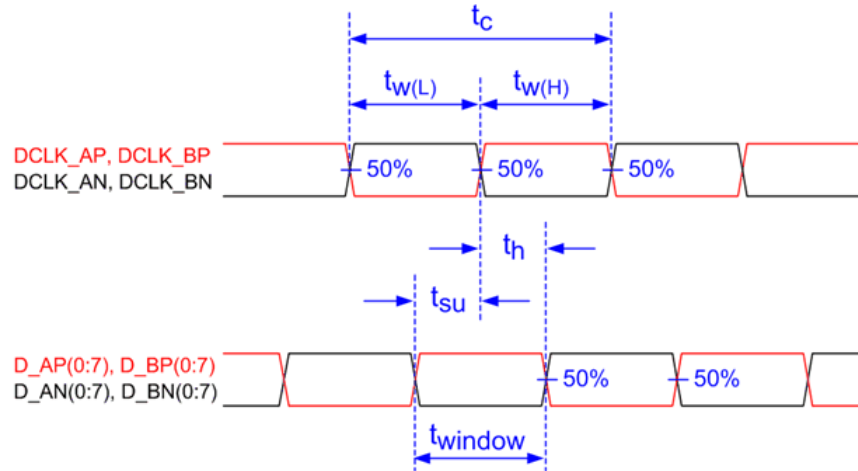 tc
tw(L) tw(H)
DCLK_AP, DCLK_BP
DCLK_AN, DCLK_BN
50% 50% 50%
th
tsu
D_AP(0:7), D_BP(0:7)
D_AN(0:7), D_BN(0:7)
50% 50%
twindow